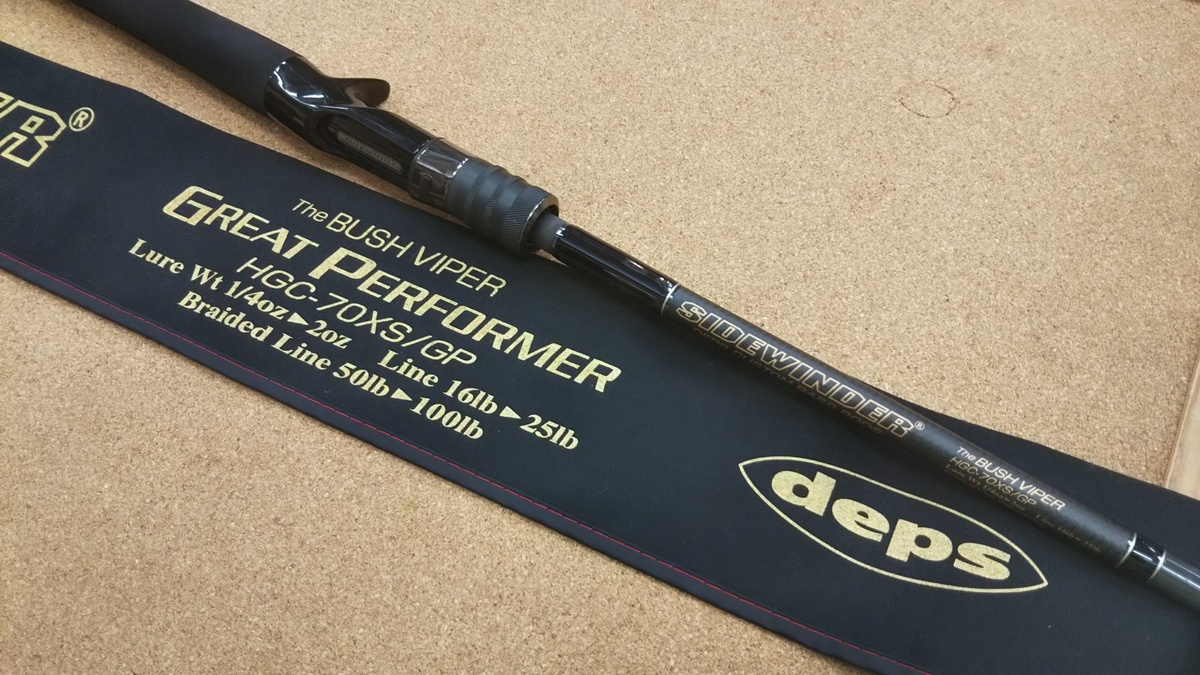 ER®
The BUSH VIPER
GREAT PERFORMER
HGC-70XS/GP
Lure Wt 1/4oz▶2oz Line 16lb▶25lb
Braided Line 50lb▶100lb
deps
SIDEWINDER®
The BUSH VIPER
HGC-70XS/GP